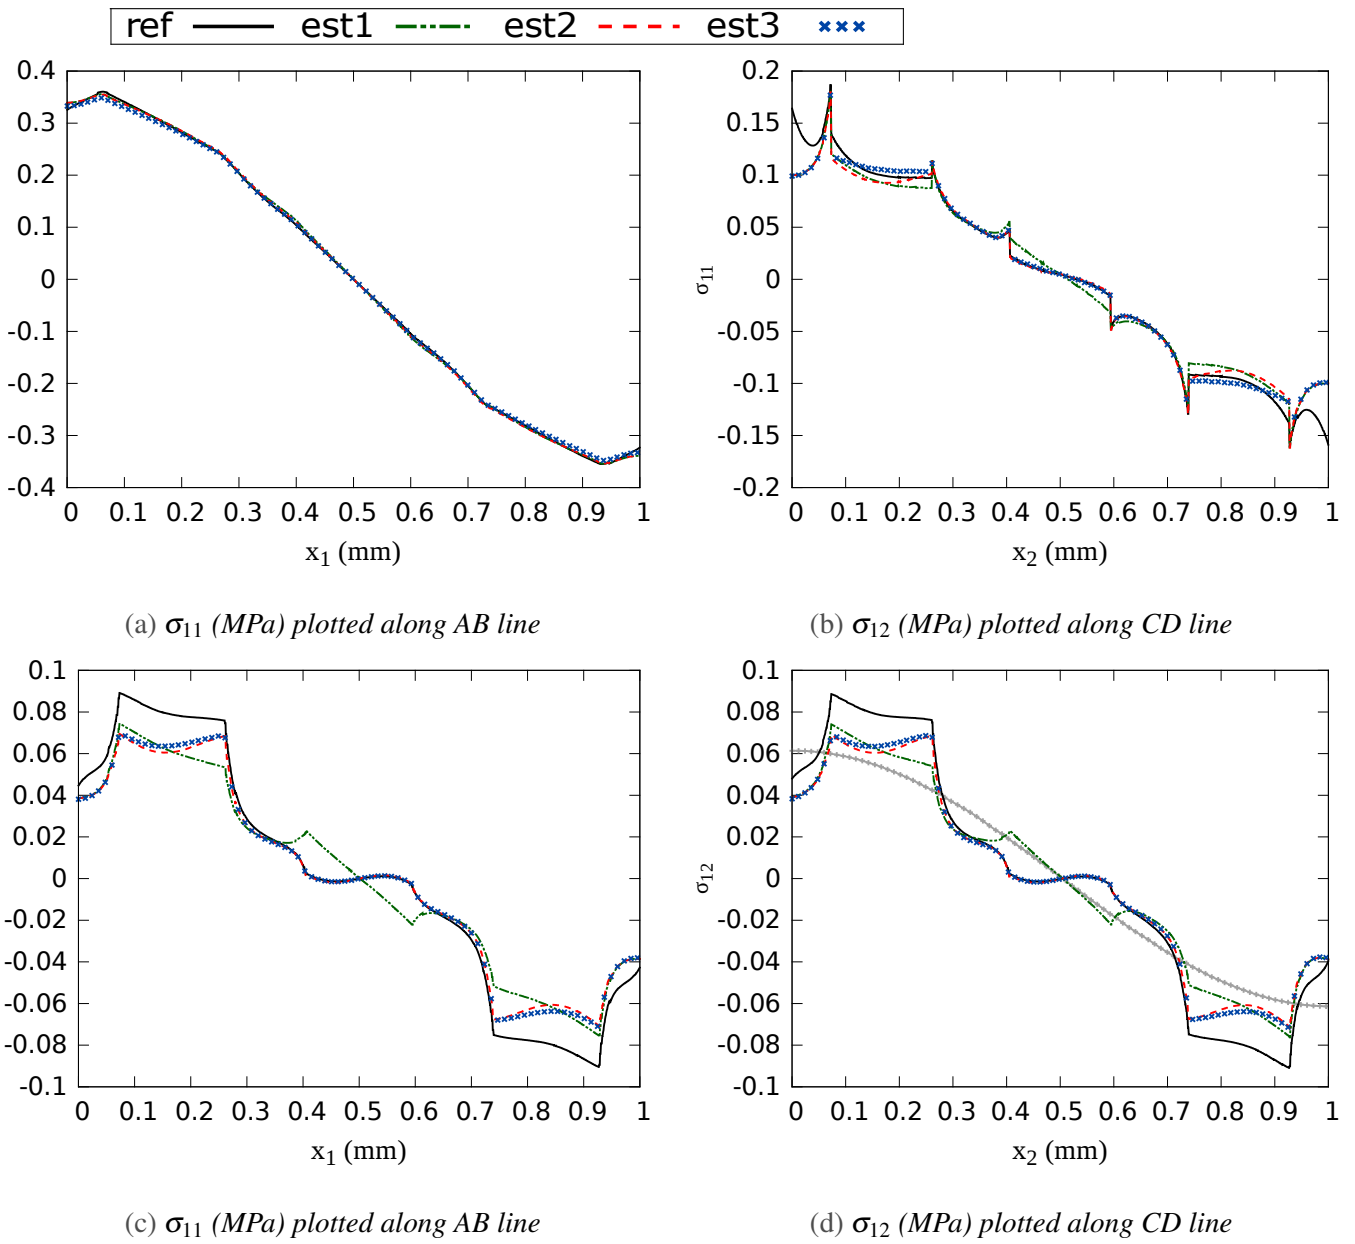 ref est1 est2 est3
0.4
0.3
0.2
0.1
0
-0.1
-0.2
-0.3
-0.4
0 0.1 0.2 0.3 0.4 0.5 0.6 0.7 0.8 0.9 1
x1 (mm)
(a) σ11 (MPa) plotted along AB line
0.2
0.15
0.1
0.05
0
-0.05
-0.1
-0.15
-0.2
σ11
0 0.1 0.2 0.3 0.4 0.5 0.6 0.7 0.8 0.9 1
x2 (mm)
(b) σ12 (MPa) plotted along CD line
0.1
0.08
0.06
0.04
0.02
0
-0.02
-0.04
-0.06
-0.08
-0.1
0 0.1 0.2 0.3 0.4 0.5 0.6 0.7 0.8 0.9 1
x1 (mm)
(c) σ11 (MPa) plotted along AB line
0.1
0.08
0.06
0.04
0.02
0
-0.02
-0.04
-0.06
-0.08
-0.1
σ12
0 0.1 0.2 0.3 0.4 0.5 0.6 0.7 0.8 0.9 1
x2 (mm)
(d) σ12 (MPa) plotted along CD line